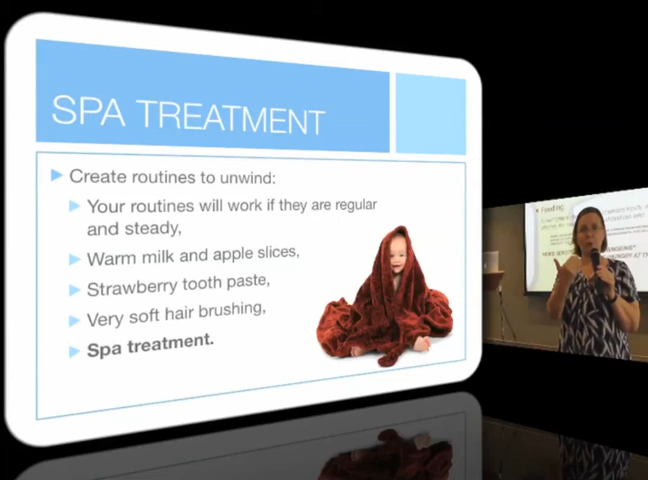 SPA TREATMENT
Create routines to unwind:
Your routines will work if they are regular
and steady,
Warm milk and apple slices,
Strawberry tooth paste,
Very soft hair brushing,
Spa treatment.
Feeding